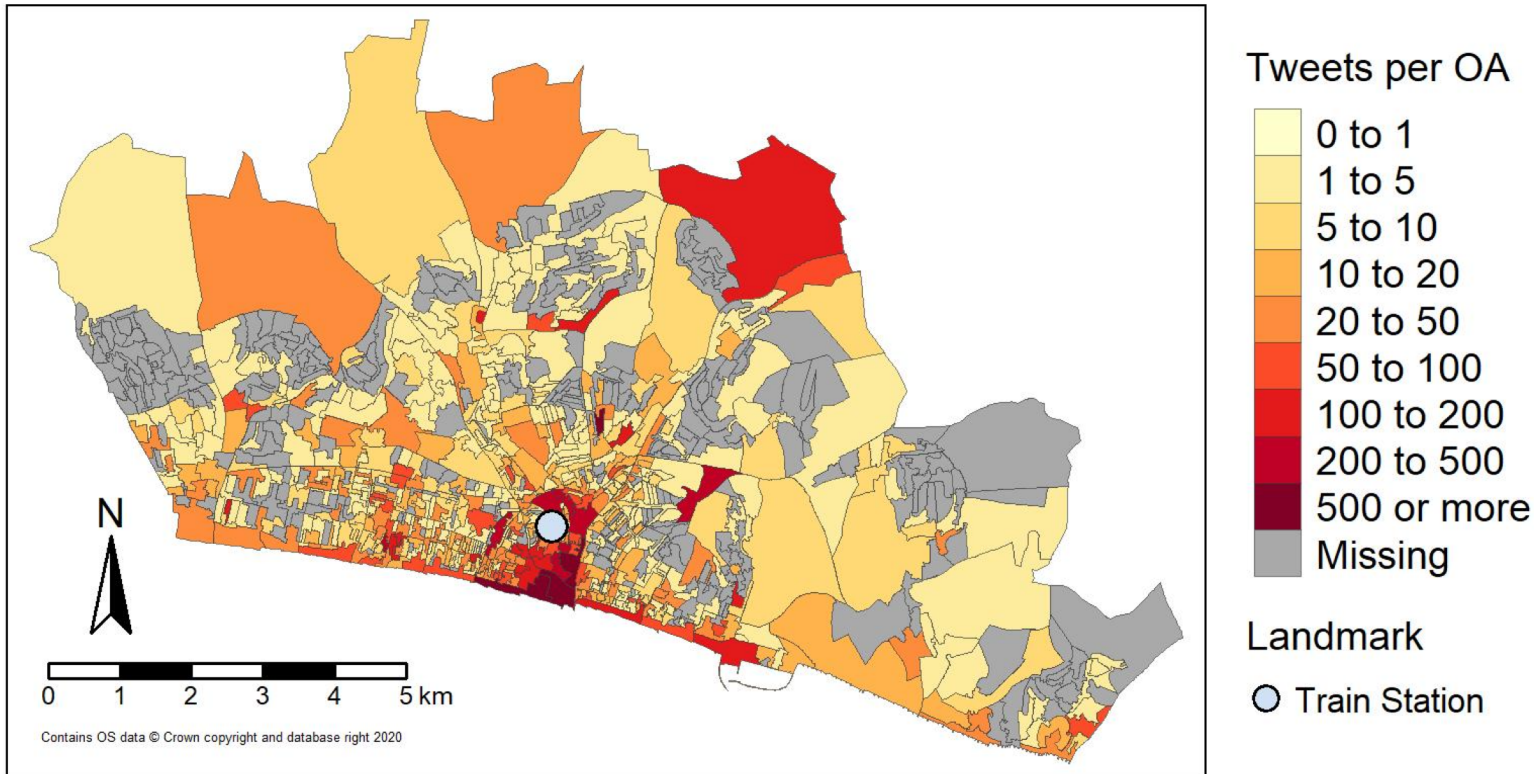 N
0 1 2 3 4 5 km
Contains OS data © Crown copyright and database right 2020
Tweets per OA
0 to 1
1 to 5
5 to 10
10 to 20
20 to 50
50 to 100
100 to 200
200 to 500
500 or more
Missing
Landmark
Train Station